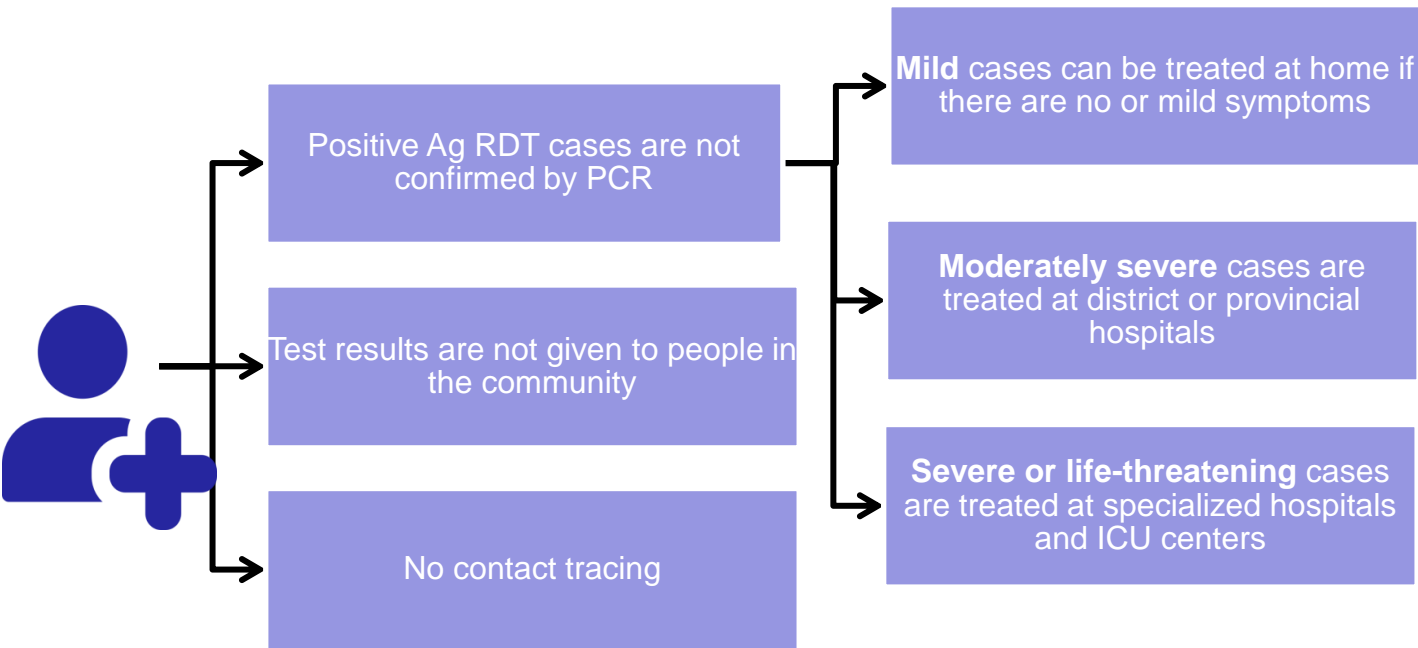 Positive Ag RDT cases are not
confirmed by PCR
Test results are not given to people in
the community
No contact tracing
Mild cases can be treated at home if
there are no or mild symptoms
Moderately severe cases are
treated at district or provincial
hospitals
Severe or life-threatening cases
are treated at specialized hospitals
and ICU centers